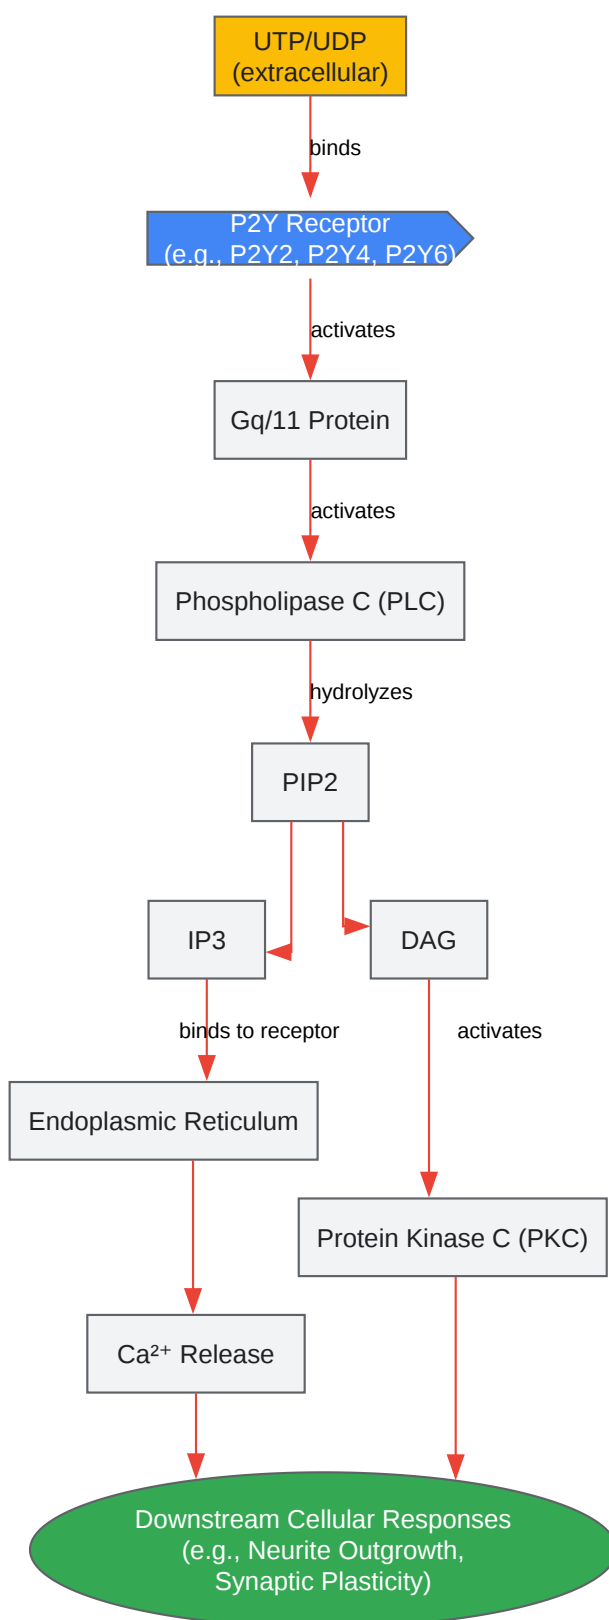 UTP/UDP
(extracellular)
binds
P2Y Receptor
(e.g., P2Y2, P2Y4, P2Y6)
activates
Gq/11 Protein
activates
Phospholipase C (PLC)
hydrolyzes
PIP2
IP3
DAG
binds to receptor
activates
Endoplasmic Reticulum
Protein Kinase C (PKC)
Ca²⁺ Release
Downstream Cellular Responses
(e.g., Neurite Outgrowth,
Synaptic Plasticity)